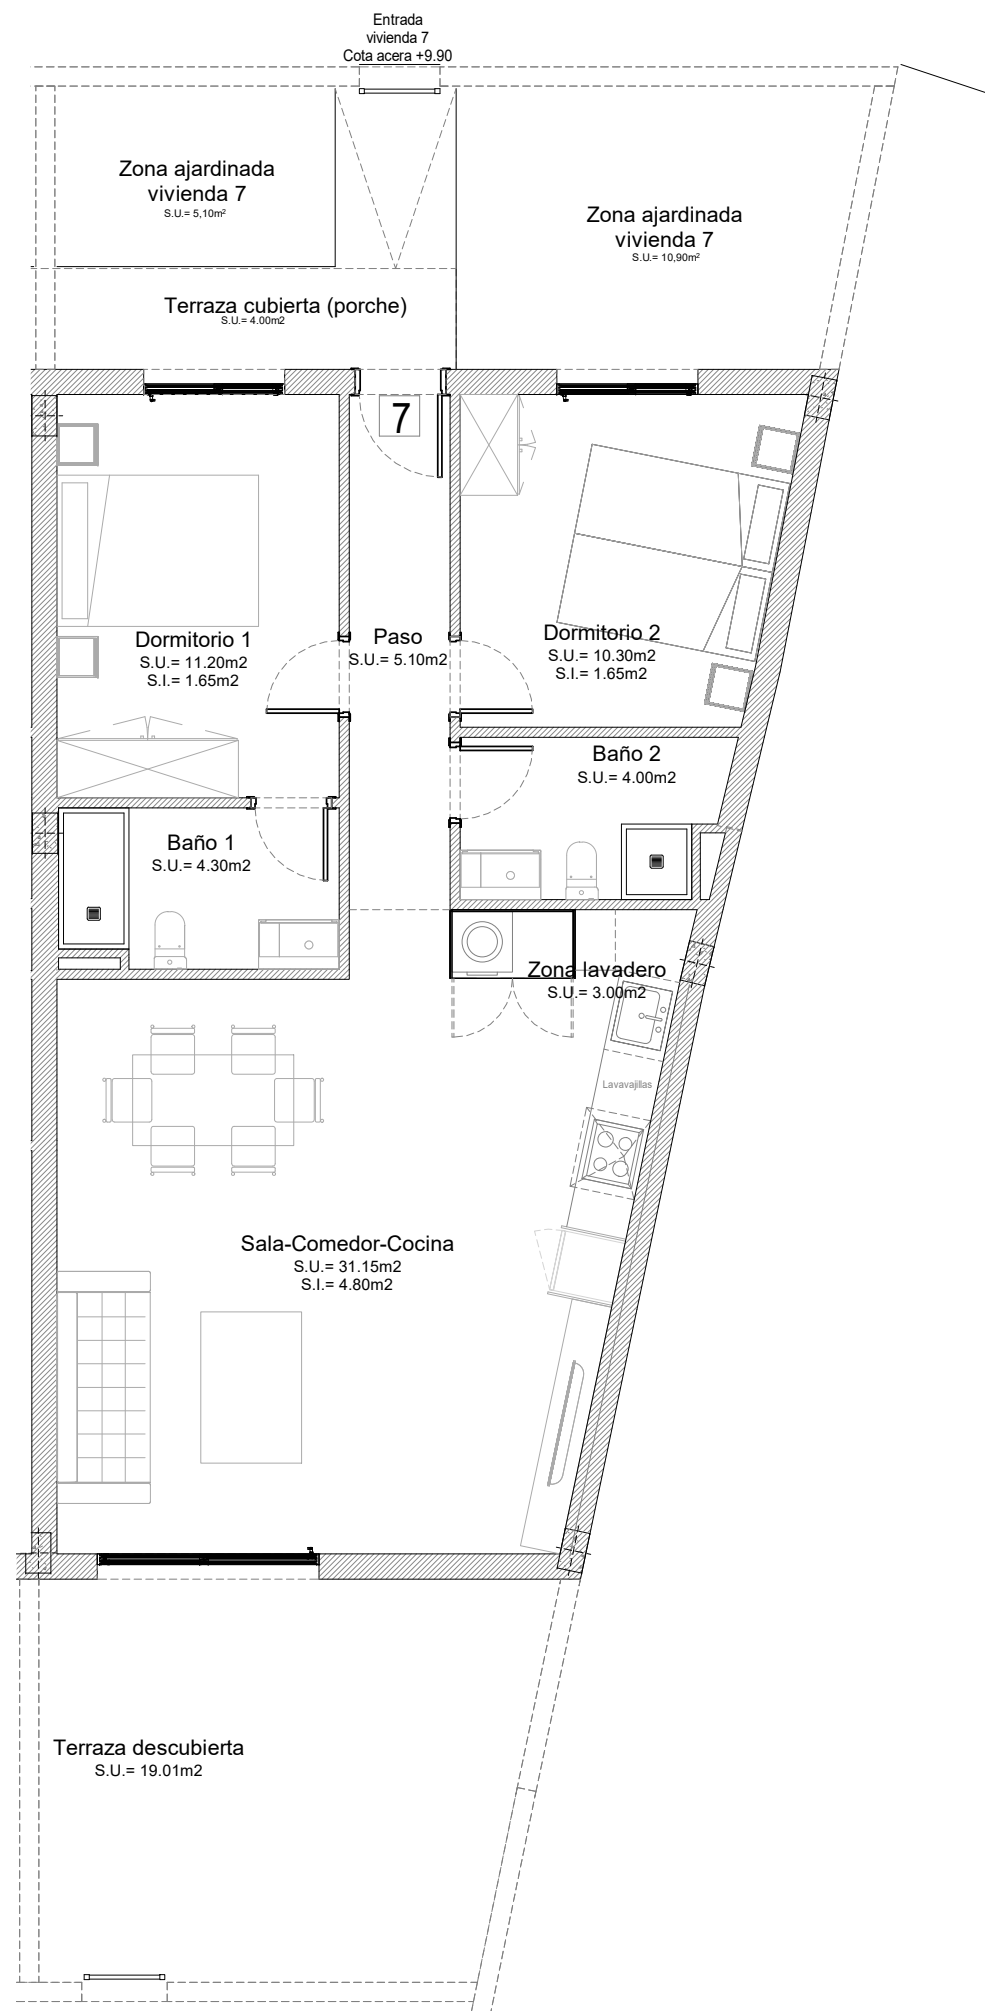 Entrada
vivienda 7
Cota acera +9.90
Zona ajardinada
vivienda 7
S.U.= 5,10m²
Zona ajardinada
vivienda 7
S.U.= 10,90m²
Terraza cubierta (porche)
S.U.= 4.00m2
7
Dormitorio 1
S.U.= 11.20m2
S.I.= 1.65m2
Paso
S.U.= 5.10m2
Dormitorio 2
S.U.= 10.30m2
S.I.= 1.65m2
Baño 2
S.U.= 4.00m2
Baño 1
S.U.= 4.30m2
Zona lavadero
S.U.= 3.00m2
Lavavajillas
Sala-Comedor-Cocina
S.U.= 31.15m2
S.I.= 4.80m2
Terraza descubierta
S.U.= 19.01m2